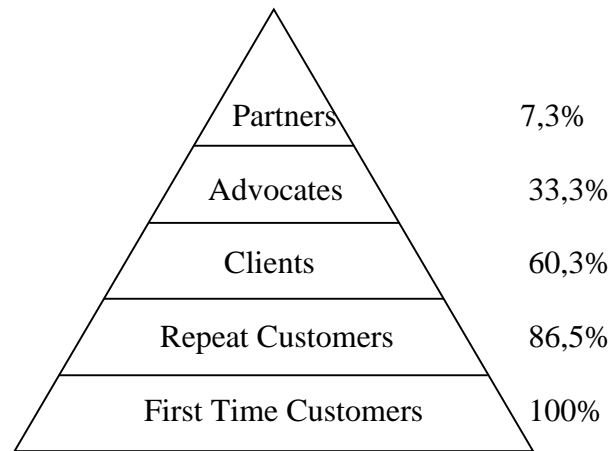 Partners 7,3%
Advocates 33,3%
Clients 60,3%
Repeat Customers 86,5%
First Time Customers 100%